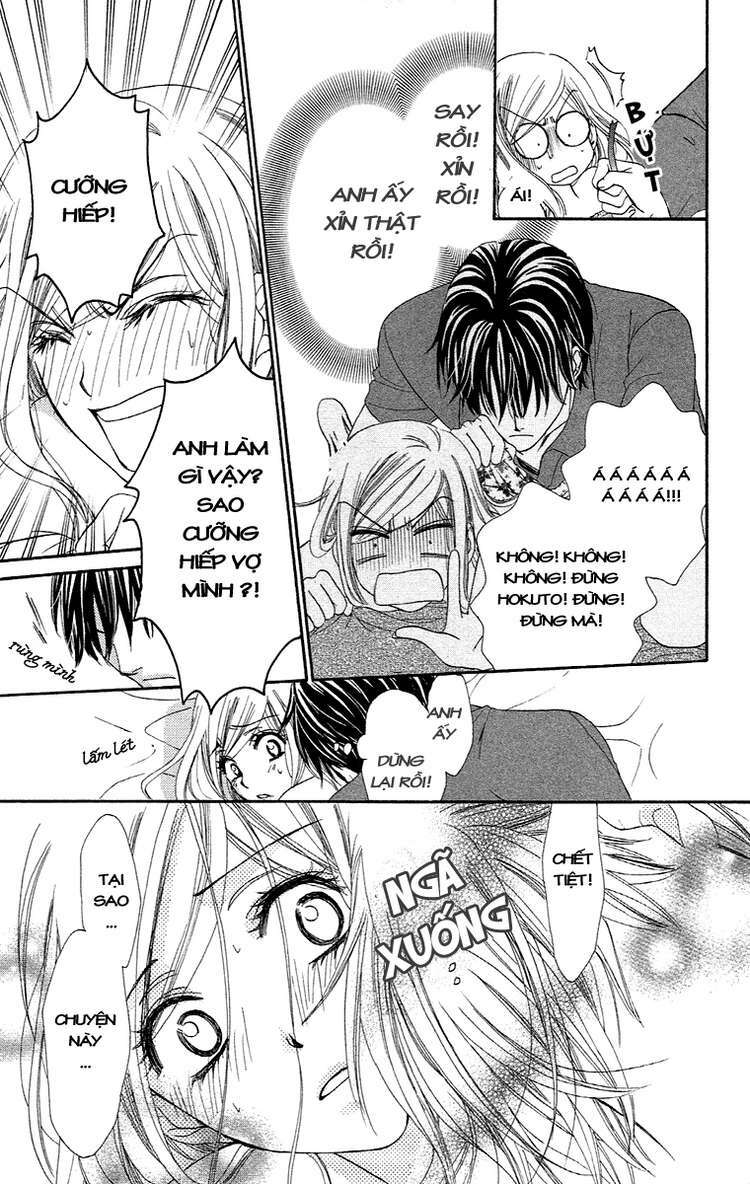 BỨT
ÁI!
SAY
RỒI!
XỈN
RỒI!
ANH ẤY
XỈN THẬT
RỒI!
CƯỠNG
HIẾP!
Á Á Á Á Á Á
Á Á Á Á!!!
KHÔNG! KHÔNG!
KHÔNG! ĐỪNG
HOKUTO! ĐỪNG!
ĐỪNG MÀ!
ANH LÀM
GÌ VẬY?
SAO
CƯỠNG
HIẾP VỢ
MÌNH ?!
rùng mình
ANH
ẤY
DỪNG
LẠI RỒI!
lấm lét
CHẾT
TIỆT!
NGÃ
XUỐNG
...
TẠI
SAO
...
CHUYỆN
NÀY
...